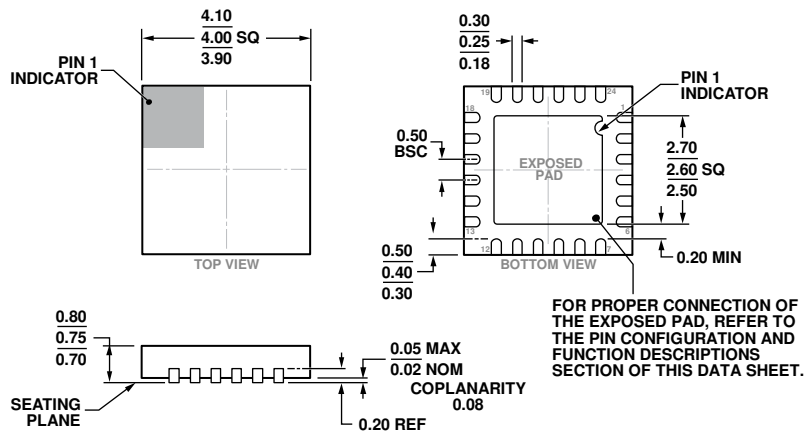 4.10
4.00 SQ
3.90
PIN 1
INDICATOR
TOP VIEW
0.30
0.25
0.18
PIN 1
INDICATOR
19
24
18
1
0.50
BSC
EXPOSED
PAD
2.70
2.60 SQ
2.50
13
6
12
7
BOTTOM VIEW
0.50
0.40
0.30
0.20 MIN
FOR PROPER CONNECTION OF
THE EXPOSED PAD, REFER TO
THE PIN CONFIGURATION AND
FUNCTION DESCRIPTIONS
SECTION OF THIS DATA SHEET.
0.80
0.75
0.70
SEATING
PLANE
0.05 MAX
0.02 NOM
COPLANARITY
0.08
0.20 REF